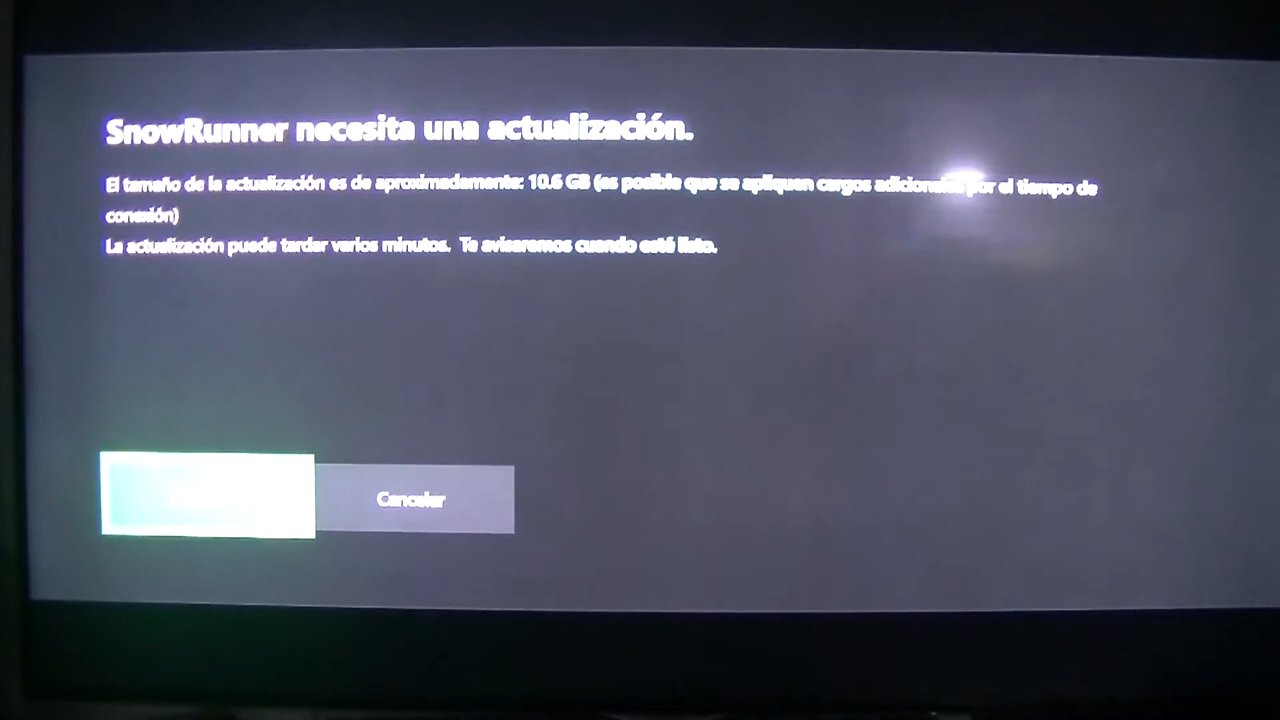 SnowRunner necesita una actualización.
El tamaño de la actualización es de aproximadamente: 10.6 GB (es posible que se apliquen cargos adicionales por el tiempo de
conexión)
La actualización puede tardar varios minutos. Te avisaremos cuando esté listo.
Cancelar